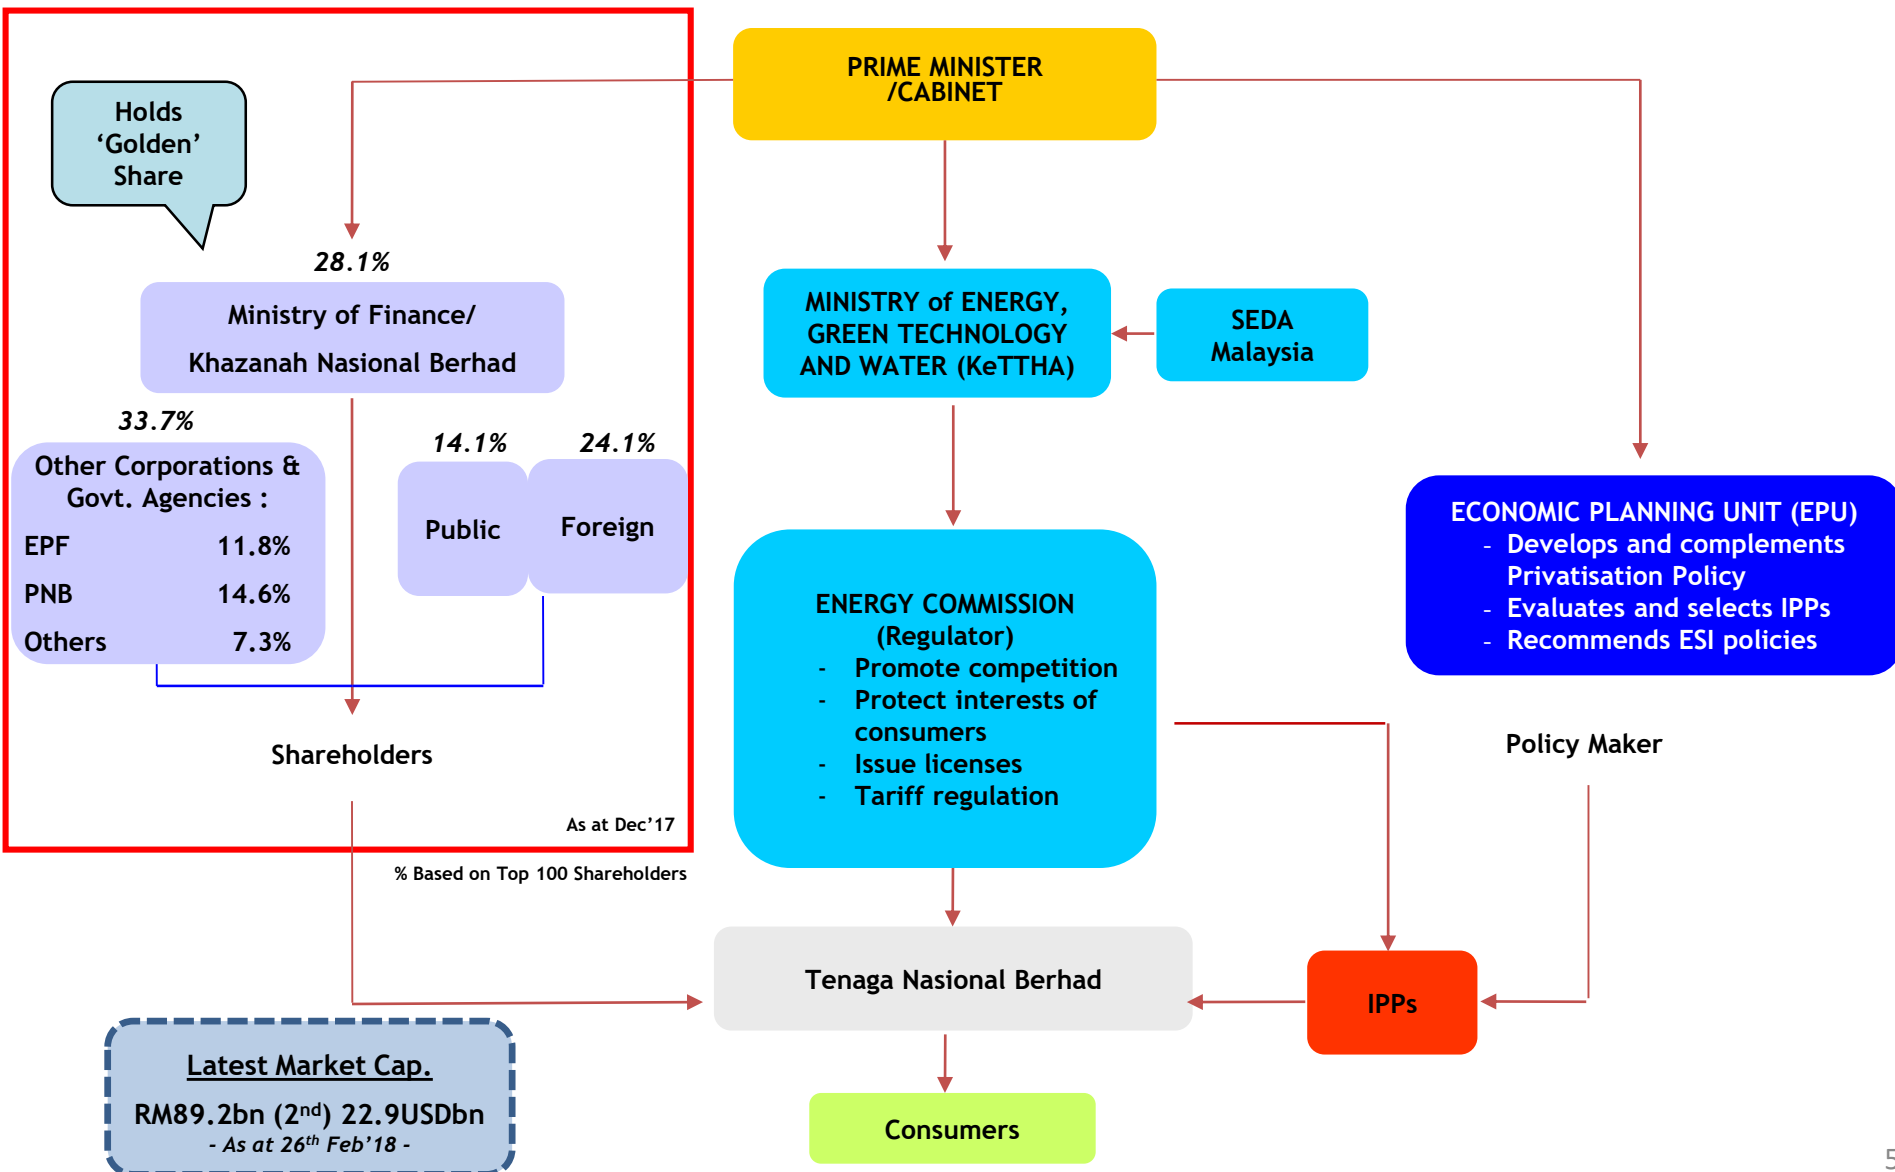 PRIME MINISTER
/CABINET
Holds
‘Golden’
Share
28.1%
Ministry of Finance/
Khazanah Nasional Berhad
33.7%
Other Corporations &
Govt. Agencies :
EPF 11.8%
PNB 14.6%
Others 7.3%
14.1%
Public
24.1%
Foreign
Shareholders
As at Dec’17
% Based on Top 100 Shareholders
MINISTRY of ENERGY,
GREEN TECHNOLOGY
AND WATER (KeTTHA)
SEDA
Malaysia
ENERGY COMMISSION
(Regulator)
- Promote competition
- Protect interests of
consumers
- Issue licenses
- Tariff regulation
ECONOMIC PLANNING UNIT (EPU)
- Develops and complements
Privatisation Policy
- Evaluates and selects IPPs
- Recommends ESI policies
Policy Maker
Tenaga Nasional Berhad
IPPs
Latest Market Cap.
RM89.2bn (2nd) 22.9USDbn
- As at 26th Feb’18 -
Consumers
5